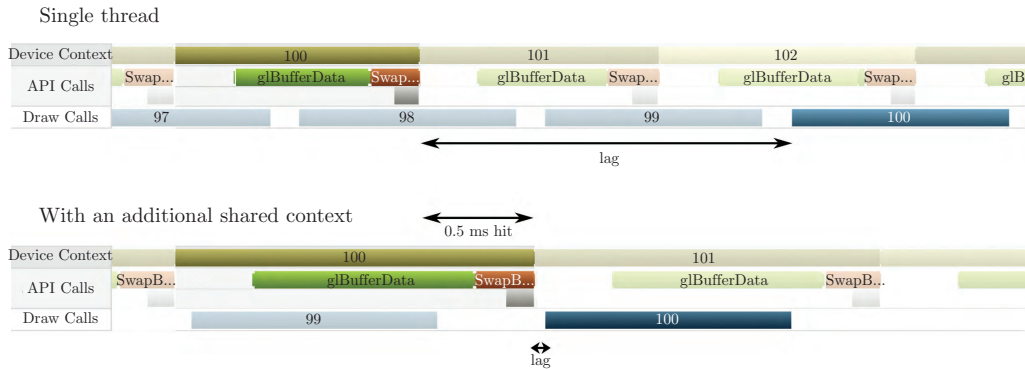 Single thread
Device Context 100 101 102
API Calls Swap... glBufferData Swap... glBufferData Swap... glBufferData Swap... glB
Draw Calls 97 98 99 100
lag
With an additional shared context
0.5 ms hit
Device Context 100 101
API Calls SwapB... glBufferData SwapB... glBufferData SwapB...
Draw Calls 99 100
lag